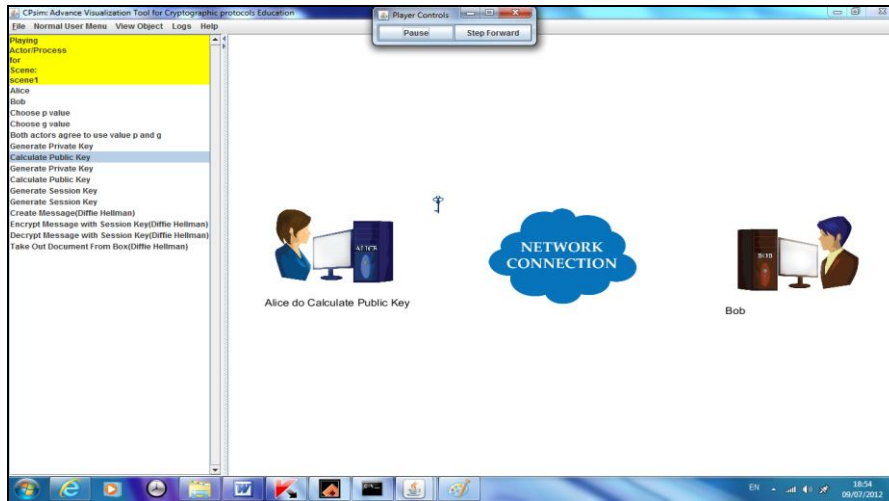 CPsim: Advance Visualization Tool for Cryptographic protocols Education
Player Controls
File Normal User Menu View Object Logs Help
Pause Step Forward
Playing
Actor/Process
for
Scene:
scene1
Alice
Bob
Choose p value
Choose g value
Both actors agree to use value p and g
Generate Private Key
Calculate Public Key
Generate Private Key
Calculate Public Key
Generate Session Key
Generate Session Key
Create Message(Diffie Hellman)
Encrypt Message with Session Key(Diffie Hellman)
Decrypt Message with Session Key(Diffie Hellman)
Take Out Document From Box(Diffie Hellman)
ALICE
NETWORK
CONNECTION
BOB
Alice do Calculate Public Key
Bob
EN
18:54
09/07/2012